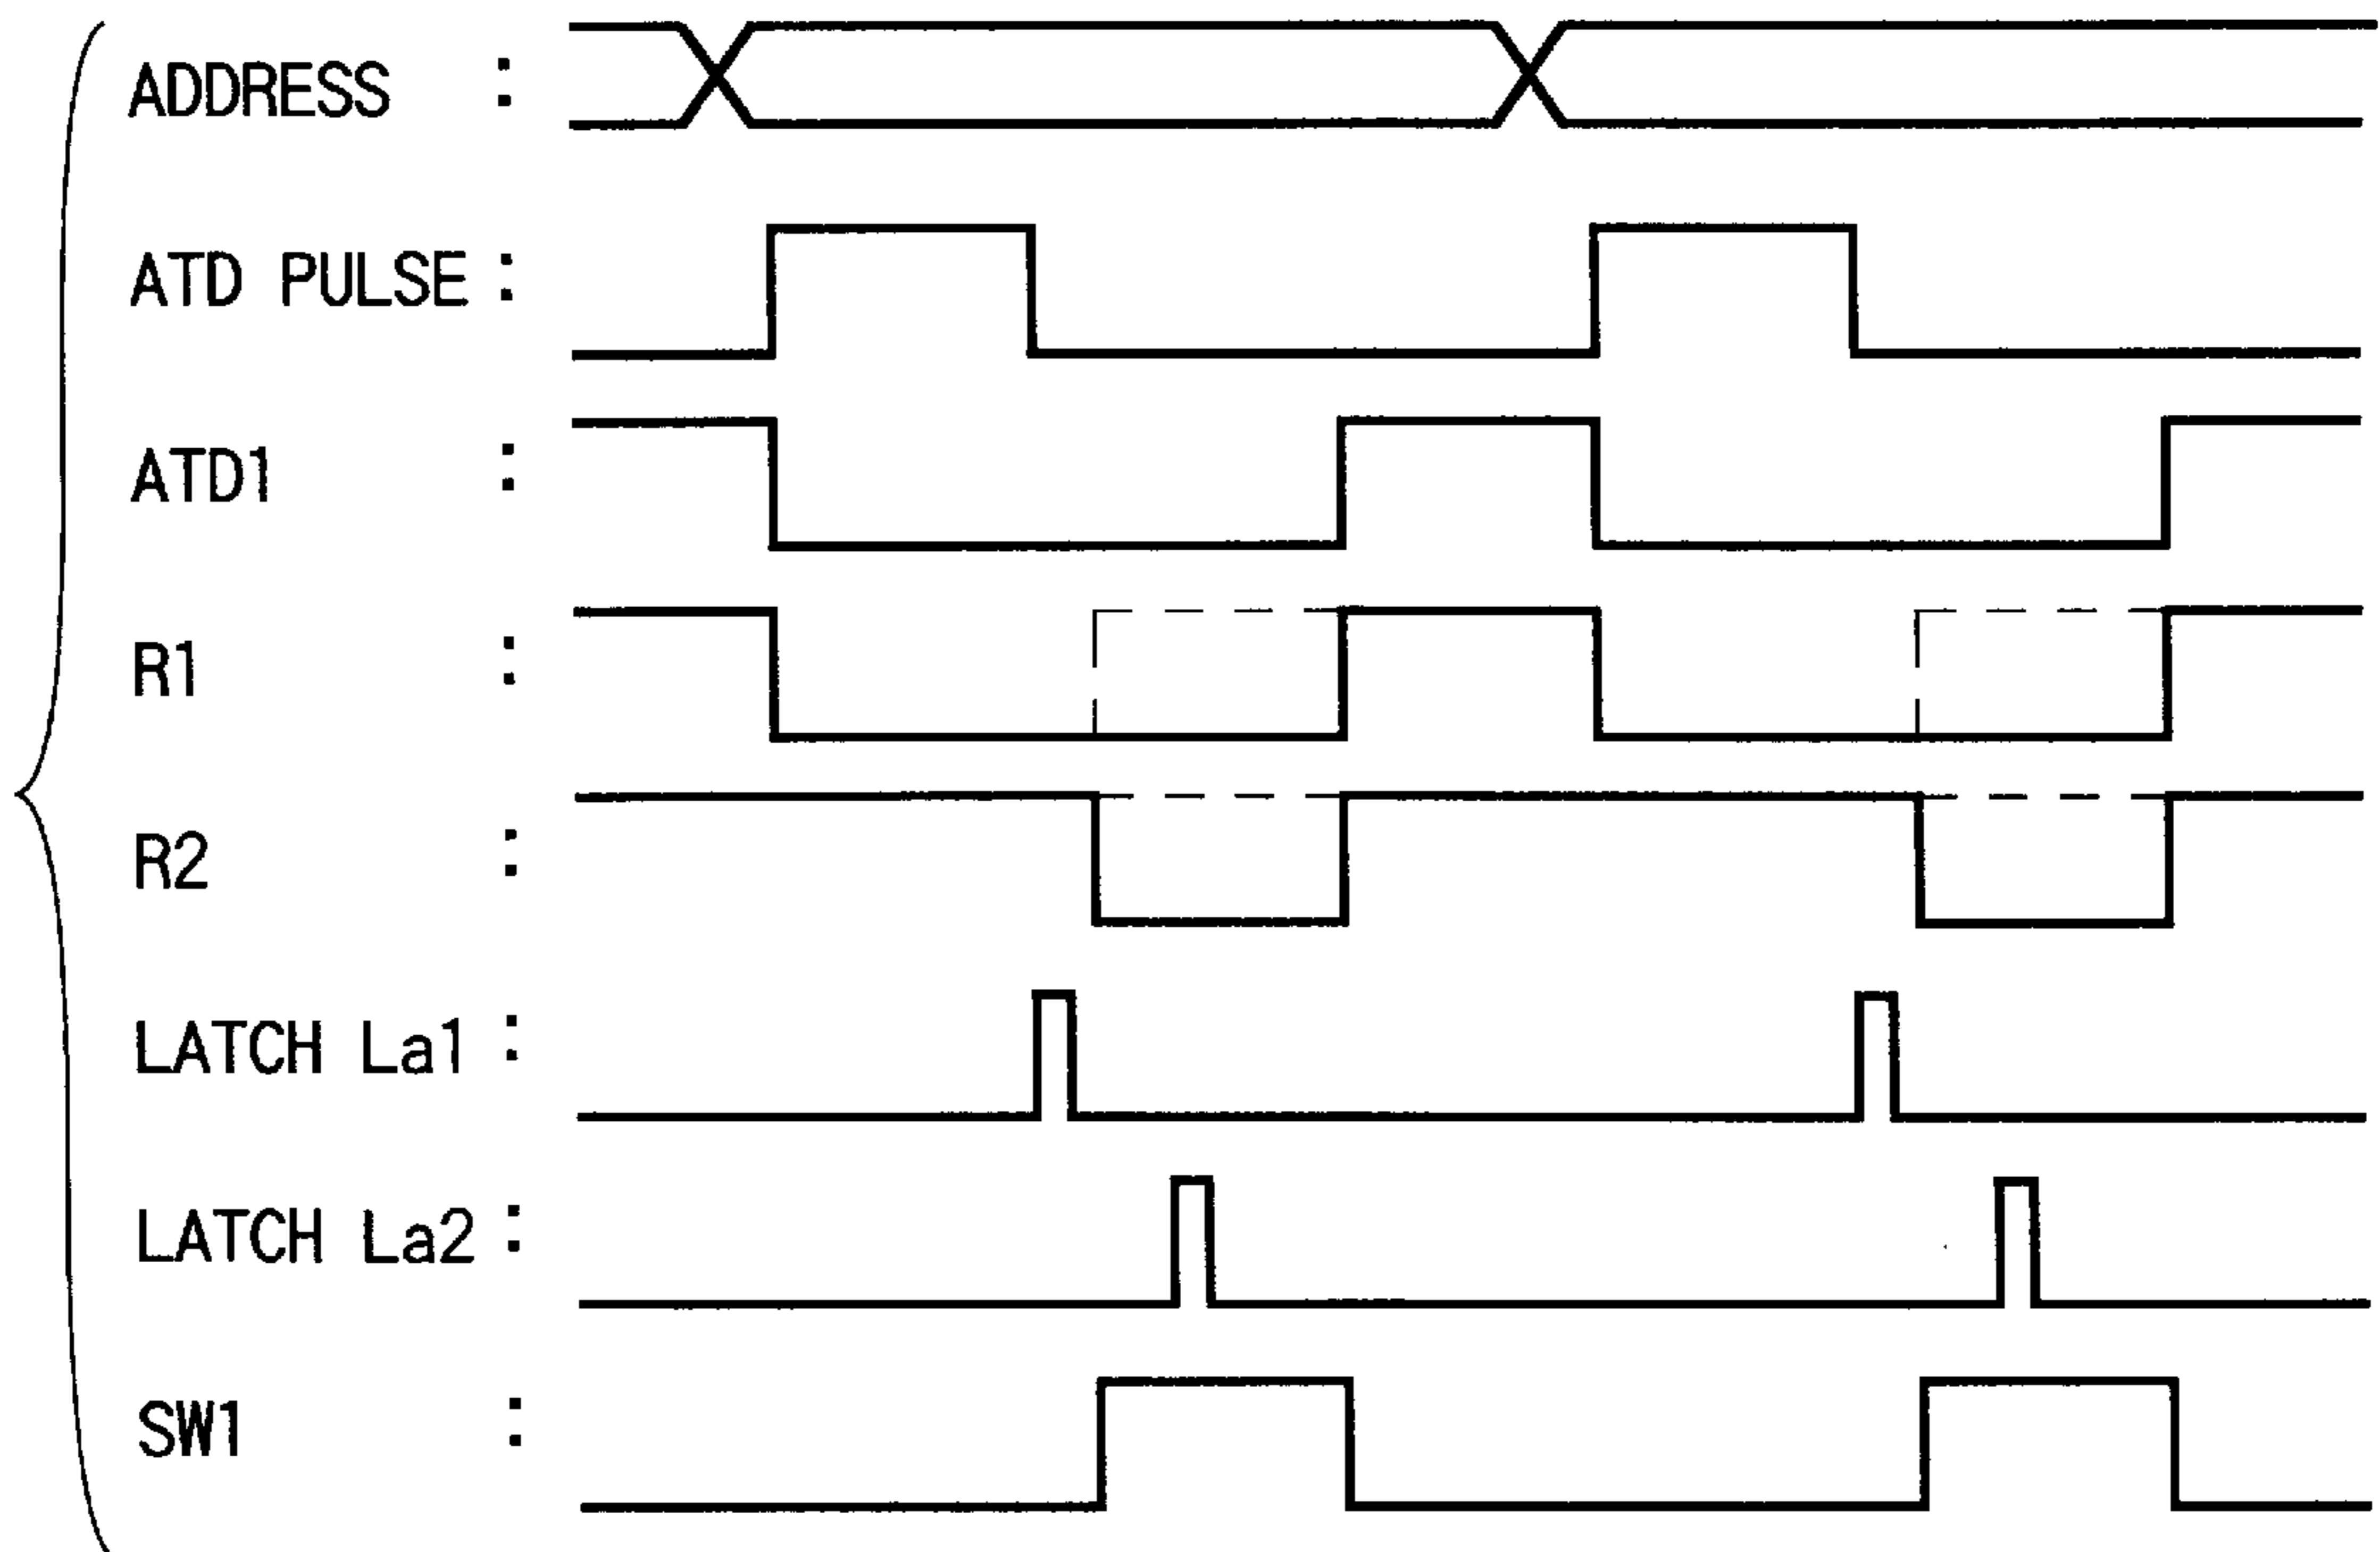 ADDRESS :
ATD PULSE :
ATD1 :
R1 :
R2 :
LATCH La1 :
LATCH La2 :
SW1 :